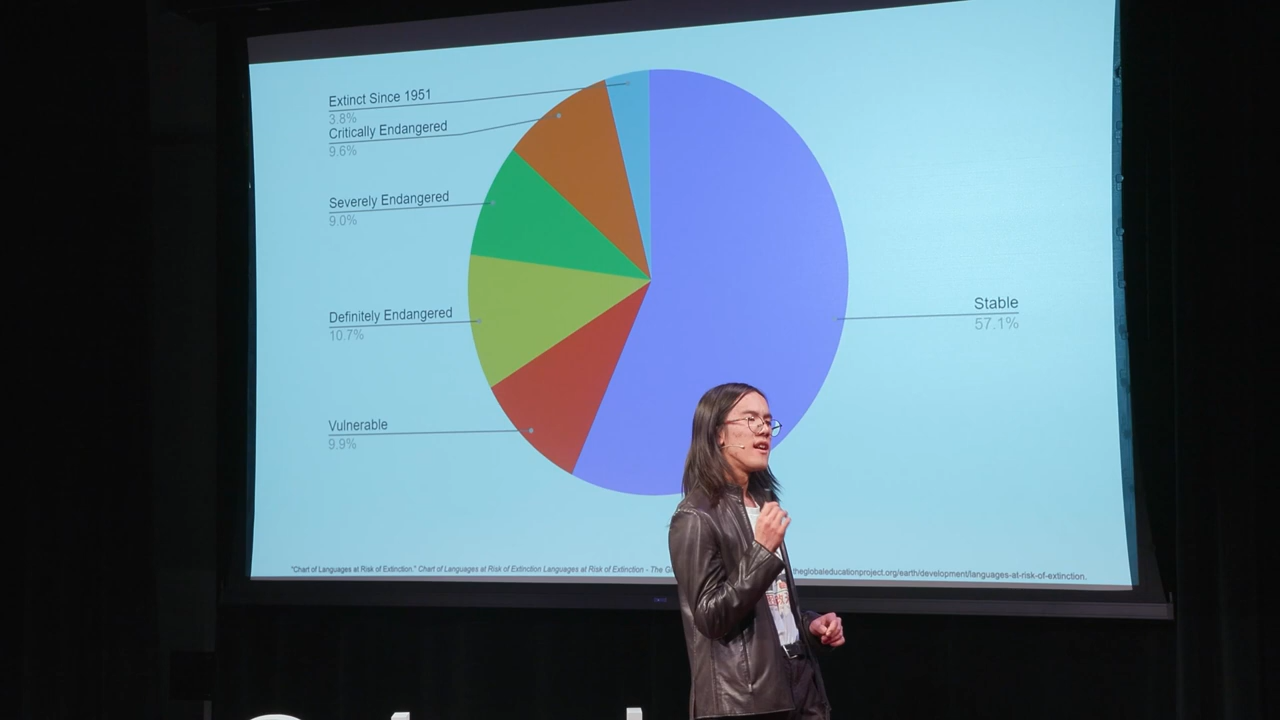 Extinct Since 1951
3.8%
Critically Endangered
9.6%
Severely Endangered
9.0%
Definitely Endangered
10.7%
Vulnerable
9.9%
Stable
57.1%
"Chart of Languages at Risk of Extinction." Chart of Languages at Risk of Extinction Languages at Risk of Extinction - The theglobaleducationproject.org/earth/development/languages-at-risk-of-extinction.